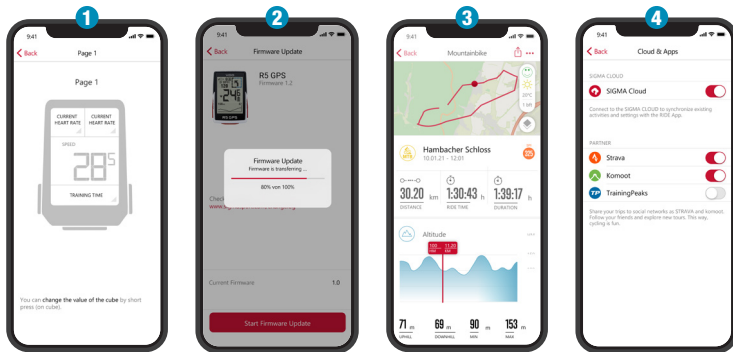 1
9:41
Back
Page 1
Page 1
CURRENT HEART RATE
CURRENT HEART RATE
SPEED
285
TRAINING TIME
You can change the value of the cube by short
press (on cube).
2
9:41
Back
Firmware Update
R5 GPS
Firmware 1.2
Firmware Update
Firmware is transferring ...
80% von 100%
Check
Current Firmware
1.0
Start Firmware Update
3
9:41
Back
Mountainbike
20°C
Hambacher Schloss
10.01.21 - 12:01
325
30.20 km
DISTANCE
1:30:43 h
RIDE TIME
1:39:17 h
DURATION
Altitude
71 m
UPHILL
69 m
DOWNHILL
90 m
MIN
153 m
MAX
4
9:41
Back
Cloud & Apps
SIGMA CLOUD
SIGMA Cloud
Connect to the SIGMA CLOUD to synchronize existing
activities and settings with the RIDE App.
PARTNER
Strava
Komoot
TP
TrainingPeaks
Share your trips to social networks as STRAVA and komoot.
Follow your friends and explore new tours. This way,
cycling is fun.